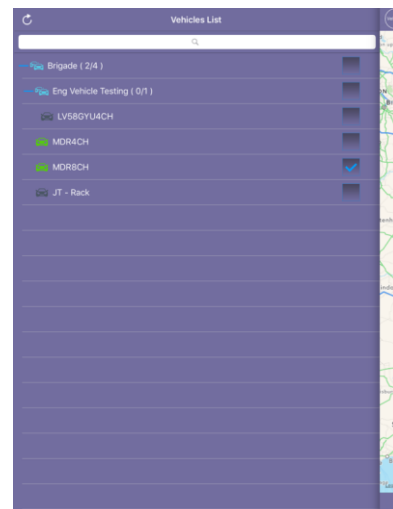 Vehicles List
Brigade ( 2/4 )
Eng Vehicle Testing ( 0/1 )
LV58GYU4CH
MDR4CH
MDR8CH
JT - Rack